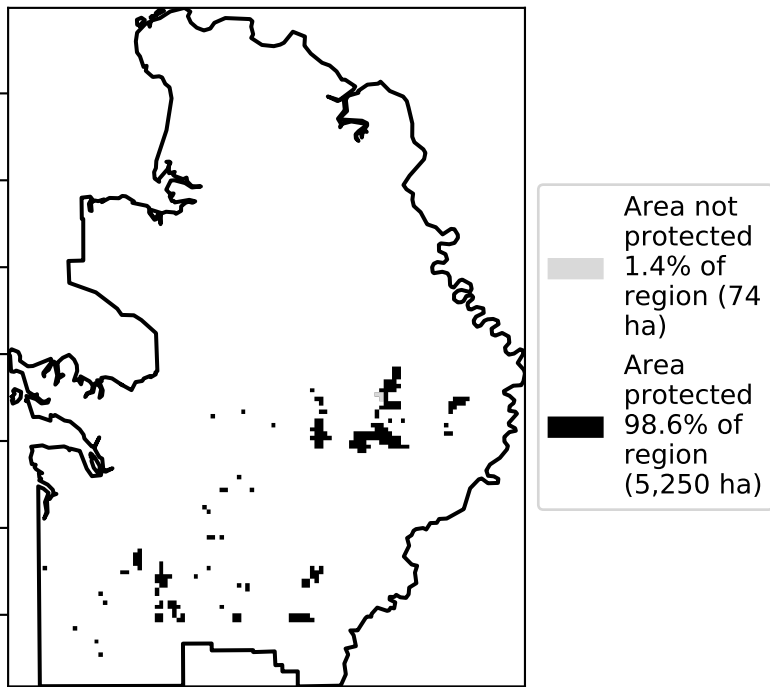 Area not
protected
1.4% of
region (74
ha)
Area
protected
98.6% of
region
(5,250 ha)